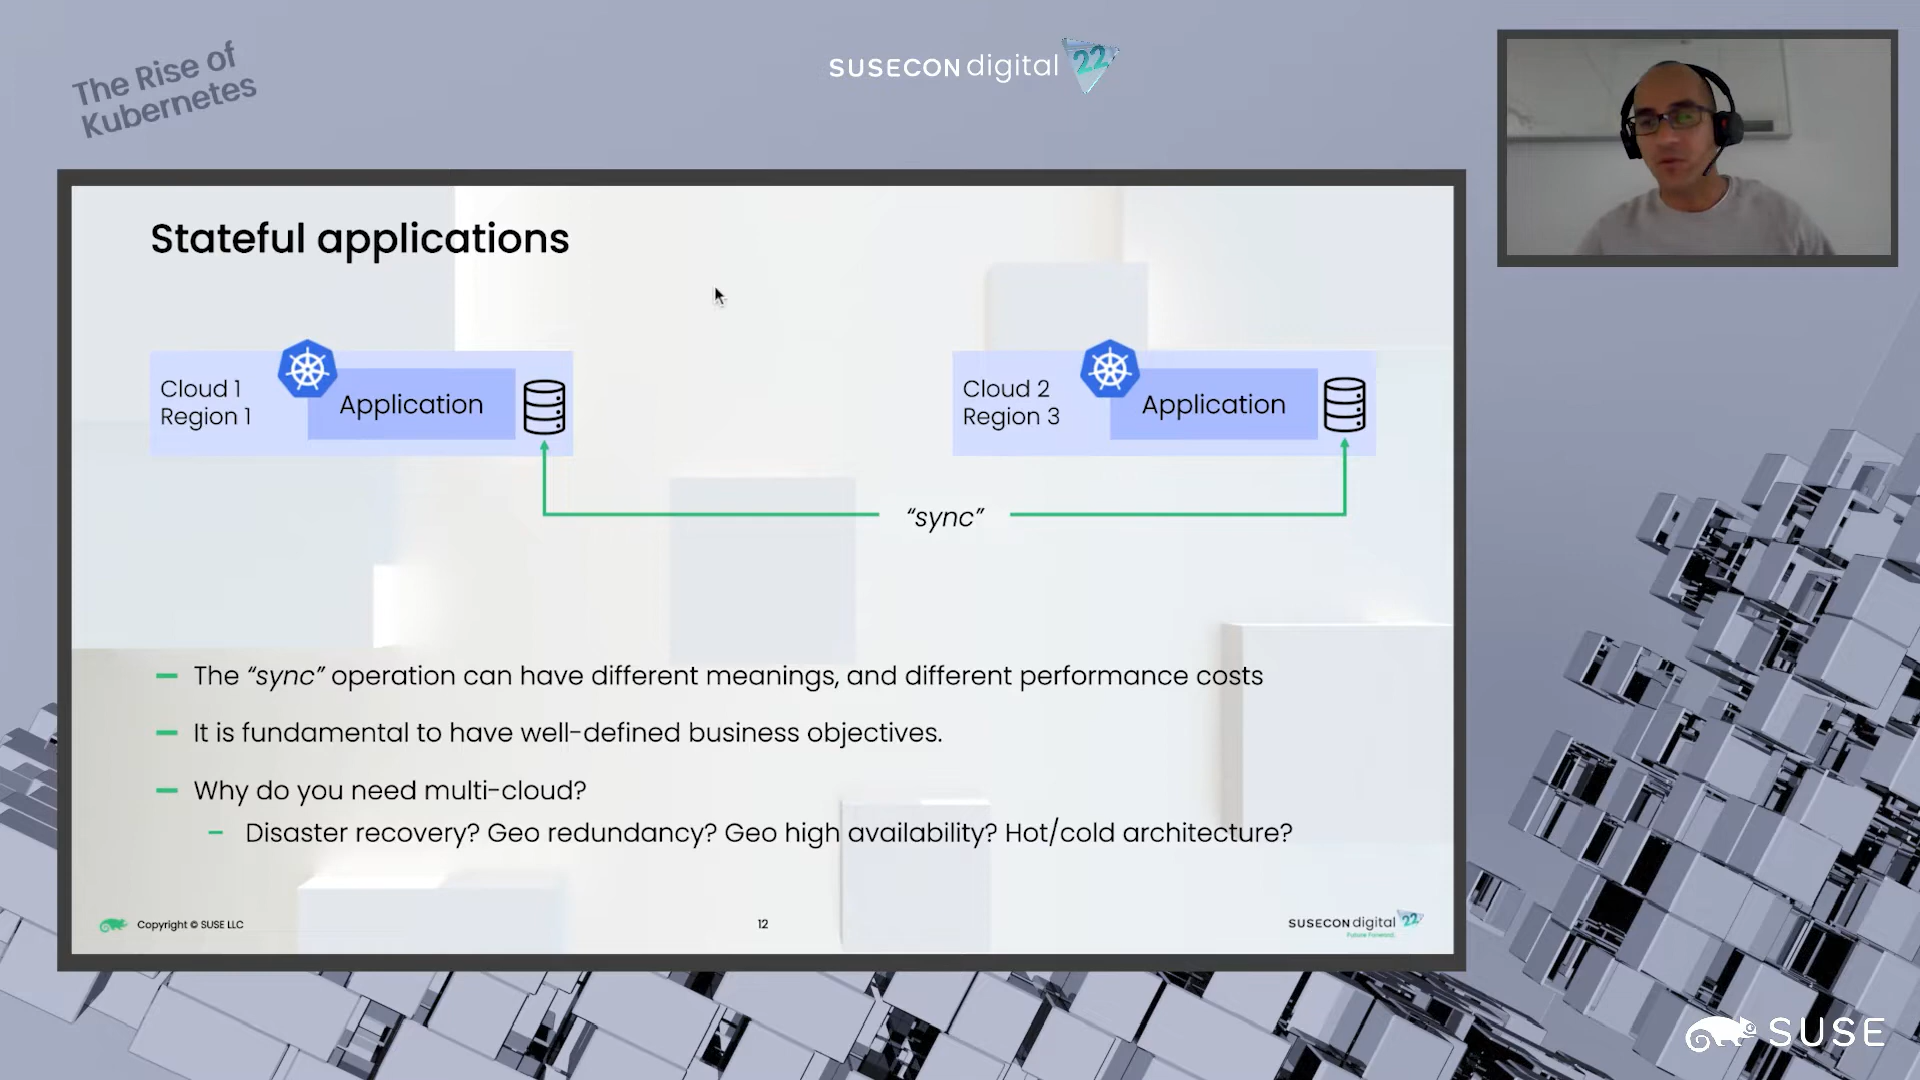 The Rise of
Kubernetes
SUSECON digital 22
Stateful applications
Cloud 1
Region 1
Application
Cloud 2
Region 3
Application
“sync”
The “sync” operation can have different meanings, and different performance costs
It is fundamental to have well-defined business objectives.
Why do you need multi-cloud?
Disaster recovery? Geo redundancy? Geo high availability? Hot/cold architecture?
Copyright © SUSE LLC
12
SUSECON digital 22
Future Forward.
SUSE